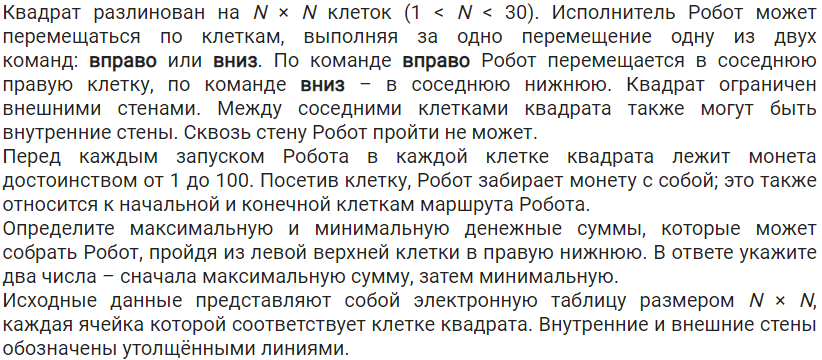 Квадрат разлинован на N × N клеток (1 < N < 30). Исполнитель Робот может
перемещаться по клеткам, выполняя за одно перемещение одну из двух
команд: вправо или вниз. По команде вправо Робот перемещается в соседнюю
правую клетку, по команде вниз – в соседнюю нижнюю. Квадрат ограничен
внешними стенами. Между соседними клетками квадрата также могут быть
внутренние стены. Сквозь стену Робот пройти не может.
Перед каждым запуском Робота в каждой клетке квадрата лежит монета
достоинством от 1 до 100. Посетив клетку, Робот забирает монету с собой; это также
относится к начальной и конечной клеткам маршрута Робота.
Определите максимальную и минимальную денежные суммы, которые может
собрать Робот, пройдя из левой верхней клетки в правую нижнюю. В ответе укажите
два числа – сначала максимальную сумму, затем минимальную.
Исходные данные представляют собой электронную таблицу размером N × N,
каждая ячейка которой соответствует клетке квадрата. Внутренние и внешние стены
обозначены утолщёнными линиями.